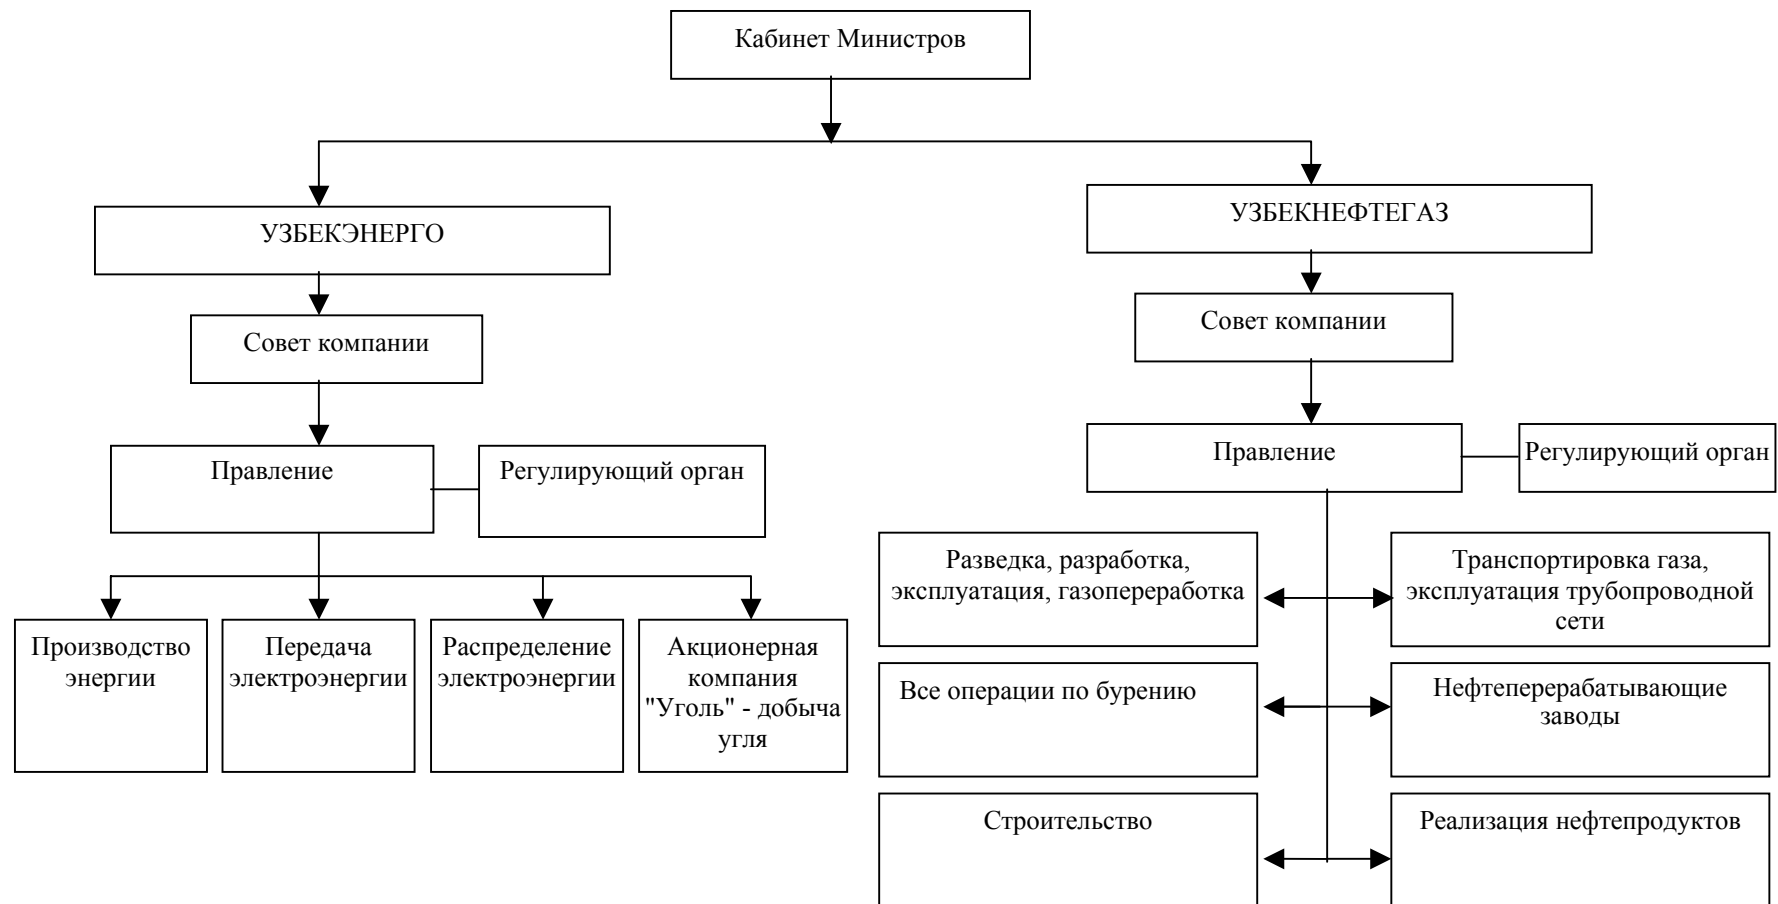 Кабинет Министров
УЗБЕКЭНЕРГО
УЗБЕКНЕФТЕГАЗ
Совет компании
Совет компании
Правление
Регулирующий орган
Правление
Регулирующий орган
Производство
энергии
Передача
электроэнергии
Распределение
электроэнергии
Акционерная
компания
"Уголь" - добыча
угля
Разведка, разработка,
эксплуатация, газопереработка
Транспортировка газа,
эксплуатация трубопроводной
сети
Все операции по бурению
Нефтеперерабатывающие
заводы
Строительство
Реализация нефтепродуктов